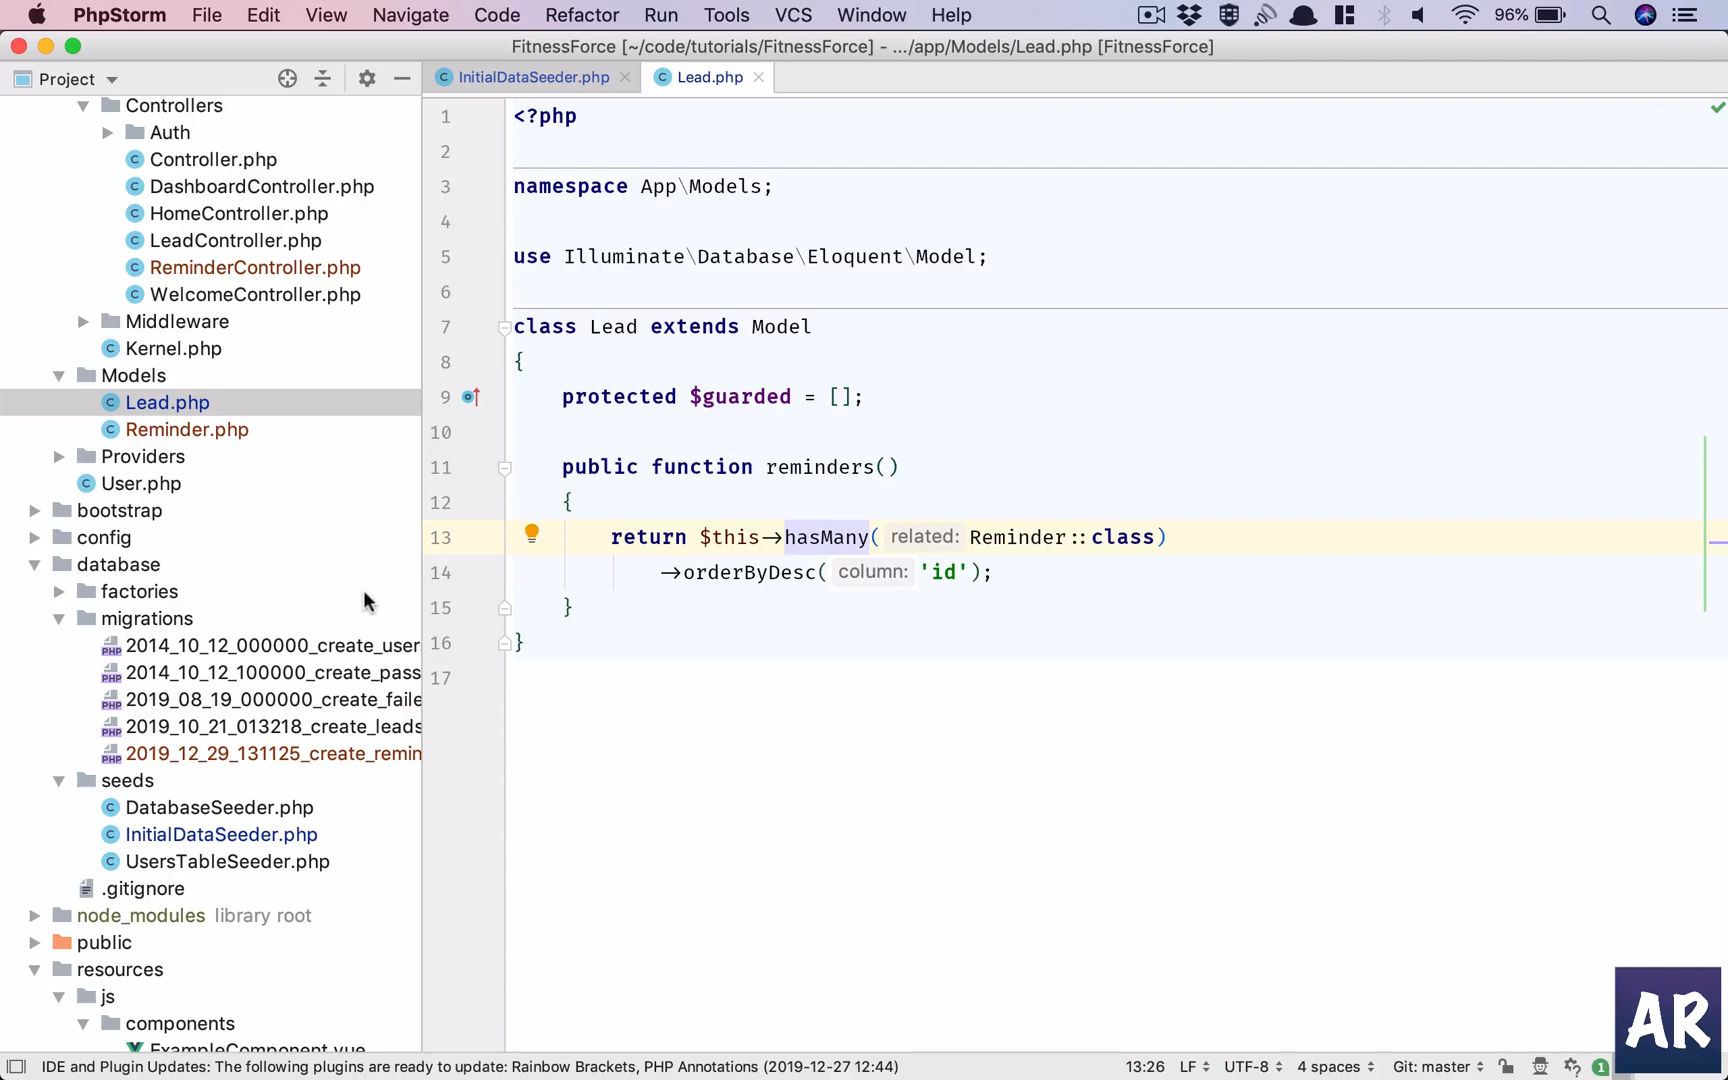 PhpStorm File Edit View Navigate Code Refactor Run Tools VCS Window Help 96%
FitnessForce [~/code/tutorials/FitnessForce] - .../app/Models/Lead.php [FitnessForce]
Project
InitialDataSeeder.php Lead.php
Controllers
Auth
Controller.php
DashboardController.php
HomeController.php
LeadController.php
ReminderController.php
WelcomeController.php
Middleware
Kernel.php
Models
Lead.php
Reminder.php
Providers
User.php
bootstrap
config
database
factories
migrations
2014_10_12_000000_create_user
2014_10_12_100000_create_pass
2019_08_19_000000_create_faile
2019_10_21_013218_create_leads
2019_12_29_131125_create_remin
seeds
DatabaseSeeder.php
InitialDataSeeder.php
UsersTableSeeder.php
.gitignore
node_modules library root
public
resources
js
components
ExampleComponent.vue
1 <?php
2
3 namespace App\Models;
4
5 use Illuminate\Database\Eloquent\Model;
6
7 class Lead extends Model
8 {
9 protected $guarded = [];
10
11 public function reminders()
12 {
13 return $this->hasMany( related: Reminder::class)
14 ->orderByDesc( column: 'id');
15 }
16 }
17
AR
IDE and Plugin Updates: The following plugins are ready to update: Rainbow Brackets, PHP Annotations (2019-12-27 12:44) 13:26 LF UTF-8 4 spaces Git: master 1